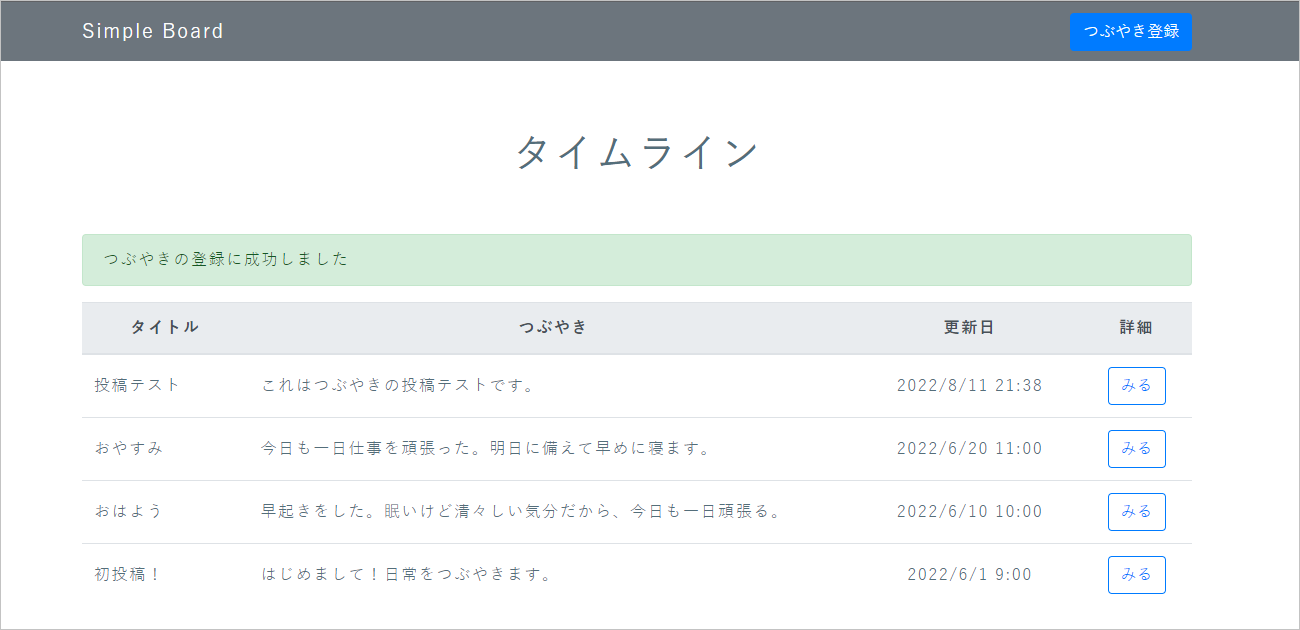 Simple Board つぶやき登録
タイムライン
つぶやきの登録に成功しました
タイトル つぶやき 更新日 詳細
投稿テスト これはつぶやきの投稿テストです。 2022/8/11 21:38 みる
おやすみ 今日も一日仕事を頑張った。明日に備えて早めに寝ます。 2022/6/20 11:00 みる
おはよう 早起きをした。眠いけど清々しい気分だから、今日も一日頑張る。 2022/6/10 10:00 みる
初投稿！ はじめまして！日常をつぶやきます。 2022/6/1 9:00 みる